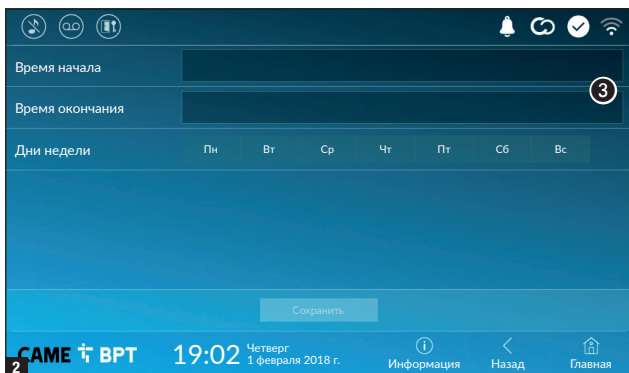 Время начала
3
Время окончания
Дни недели Пн Вт Ср Чт Пт Сб Вс
Сохранить
2
CAME BPT 19:02 Четверг
1 февраля 2018 г.
Информация Назад Главная